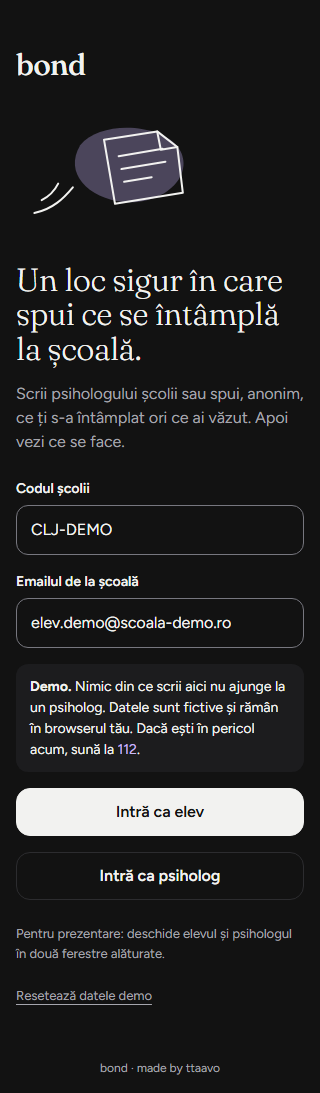 bond
Un loc sigur în care
spui ce se întâmplă
la școală.
Scrii psihologului școlii sau spui, anonim,
ce ți s-a întâmplat ori ce ai văzut. Apoi
vezi ce se face.
Codul școlii
CLJ-DEMO
Emailul de la școală
elev.demo@scoala-demo.ro
Demo. Nimic din ce scrii aici nu ajunge la
un psiholog. Datele sunt fictive și rămân
în browserul tău. Dacă ești în pericol
acum, sună la 112.
Intră ca elev
Intră ca psiholog
Pentru prezentare: deschide elevul și psihologul
în două ferestre alăturate.
Resetează datele demo
bond · made by ttaavo